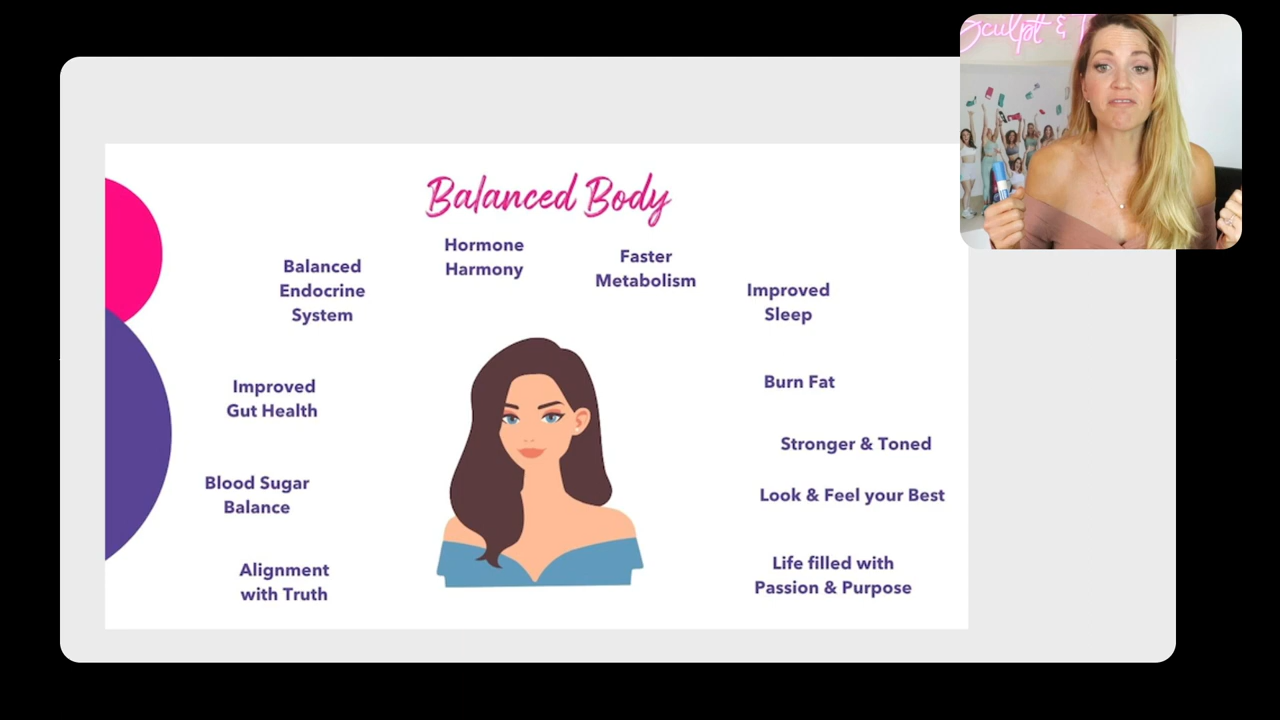 Sculpt &
Balanced Body
Hormone
Harmony
Faster
Metabolism
Balanced
Endocrine
System
Improved
Sleep
Improved
Gut Health
Burn Fat
Stronger & Toned
Blood Sugar
Balance
Look & Feel your Best
Alignment
with Truth
Life filled with
Passion & Purpose